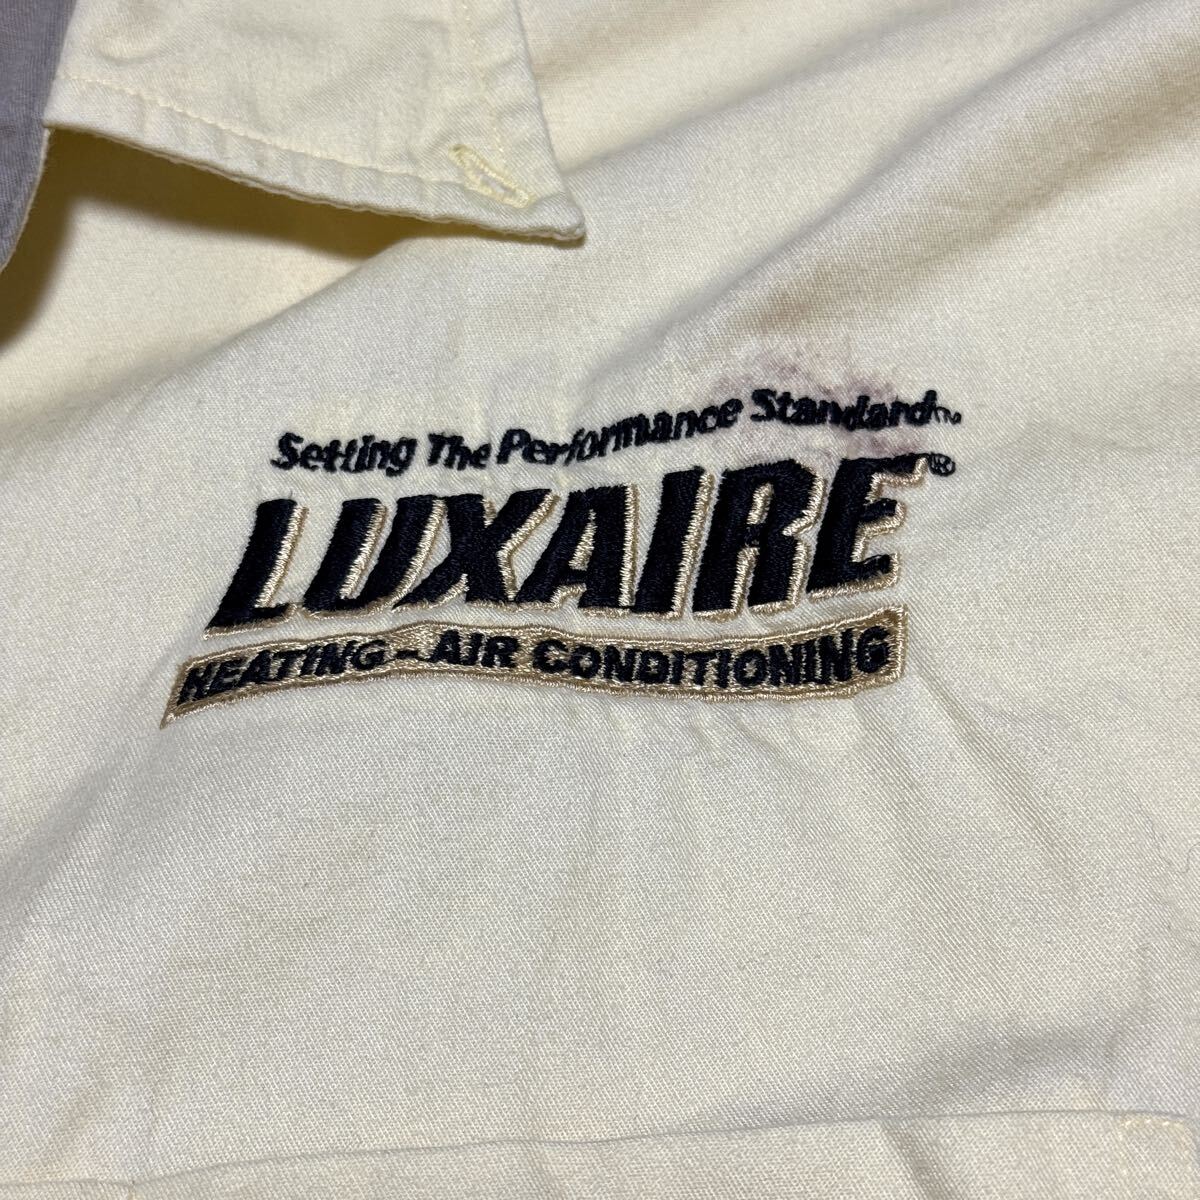 Setting The Performance Standard™
LUXAIRE®
HEATING - AIR CONDITIONING